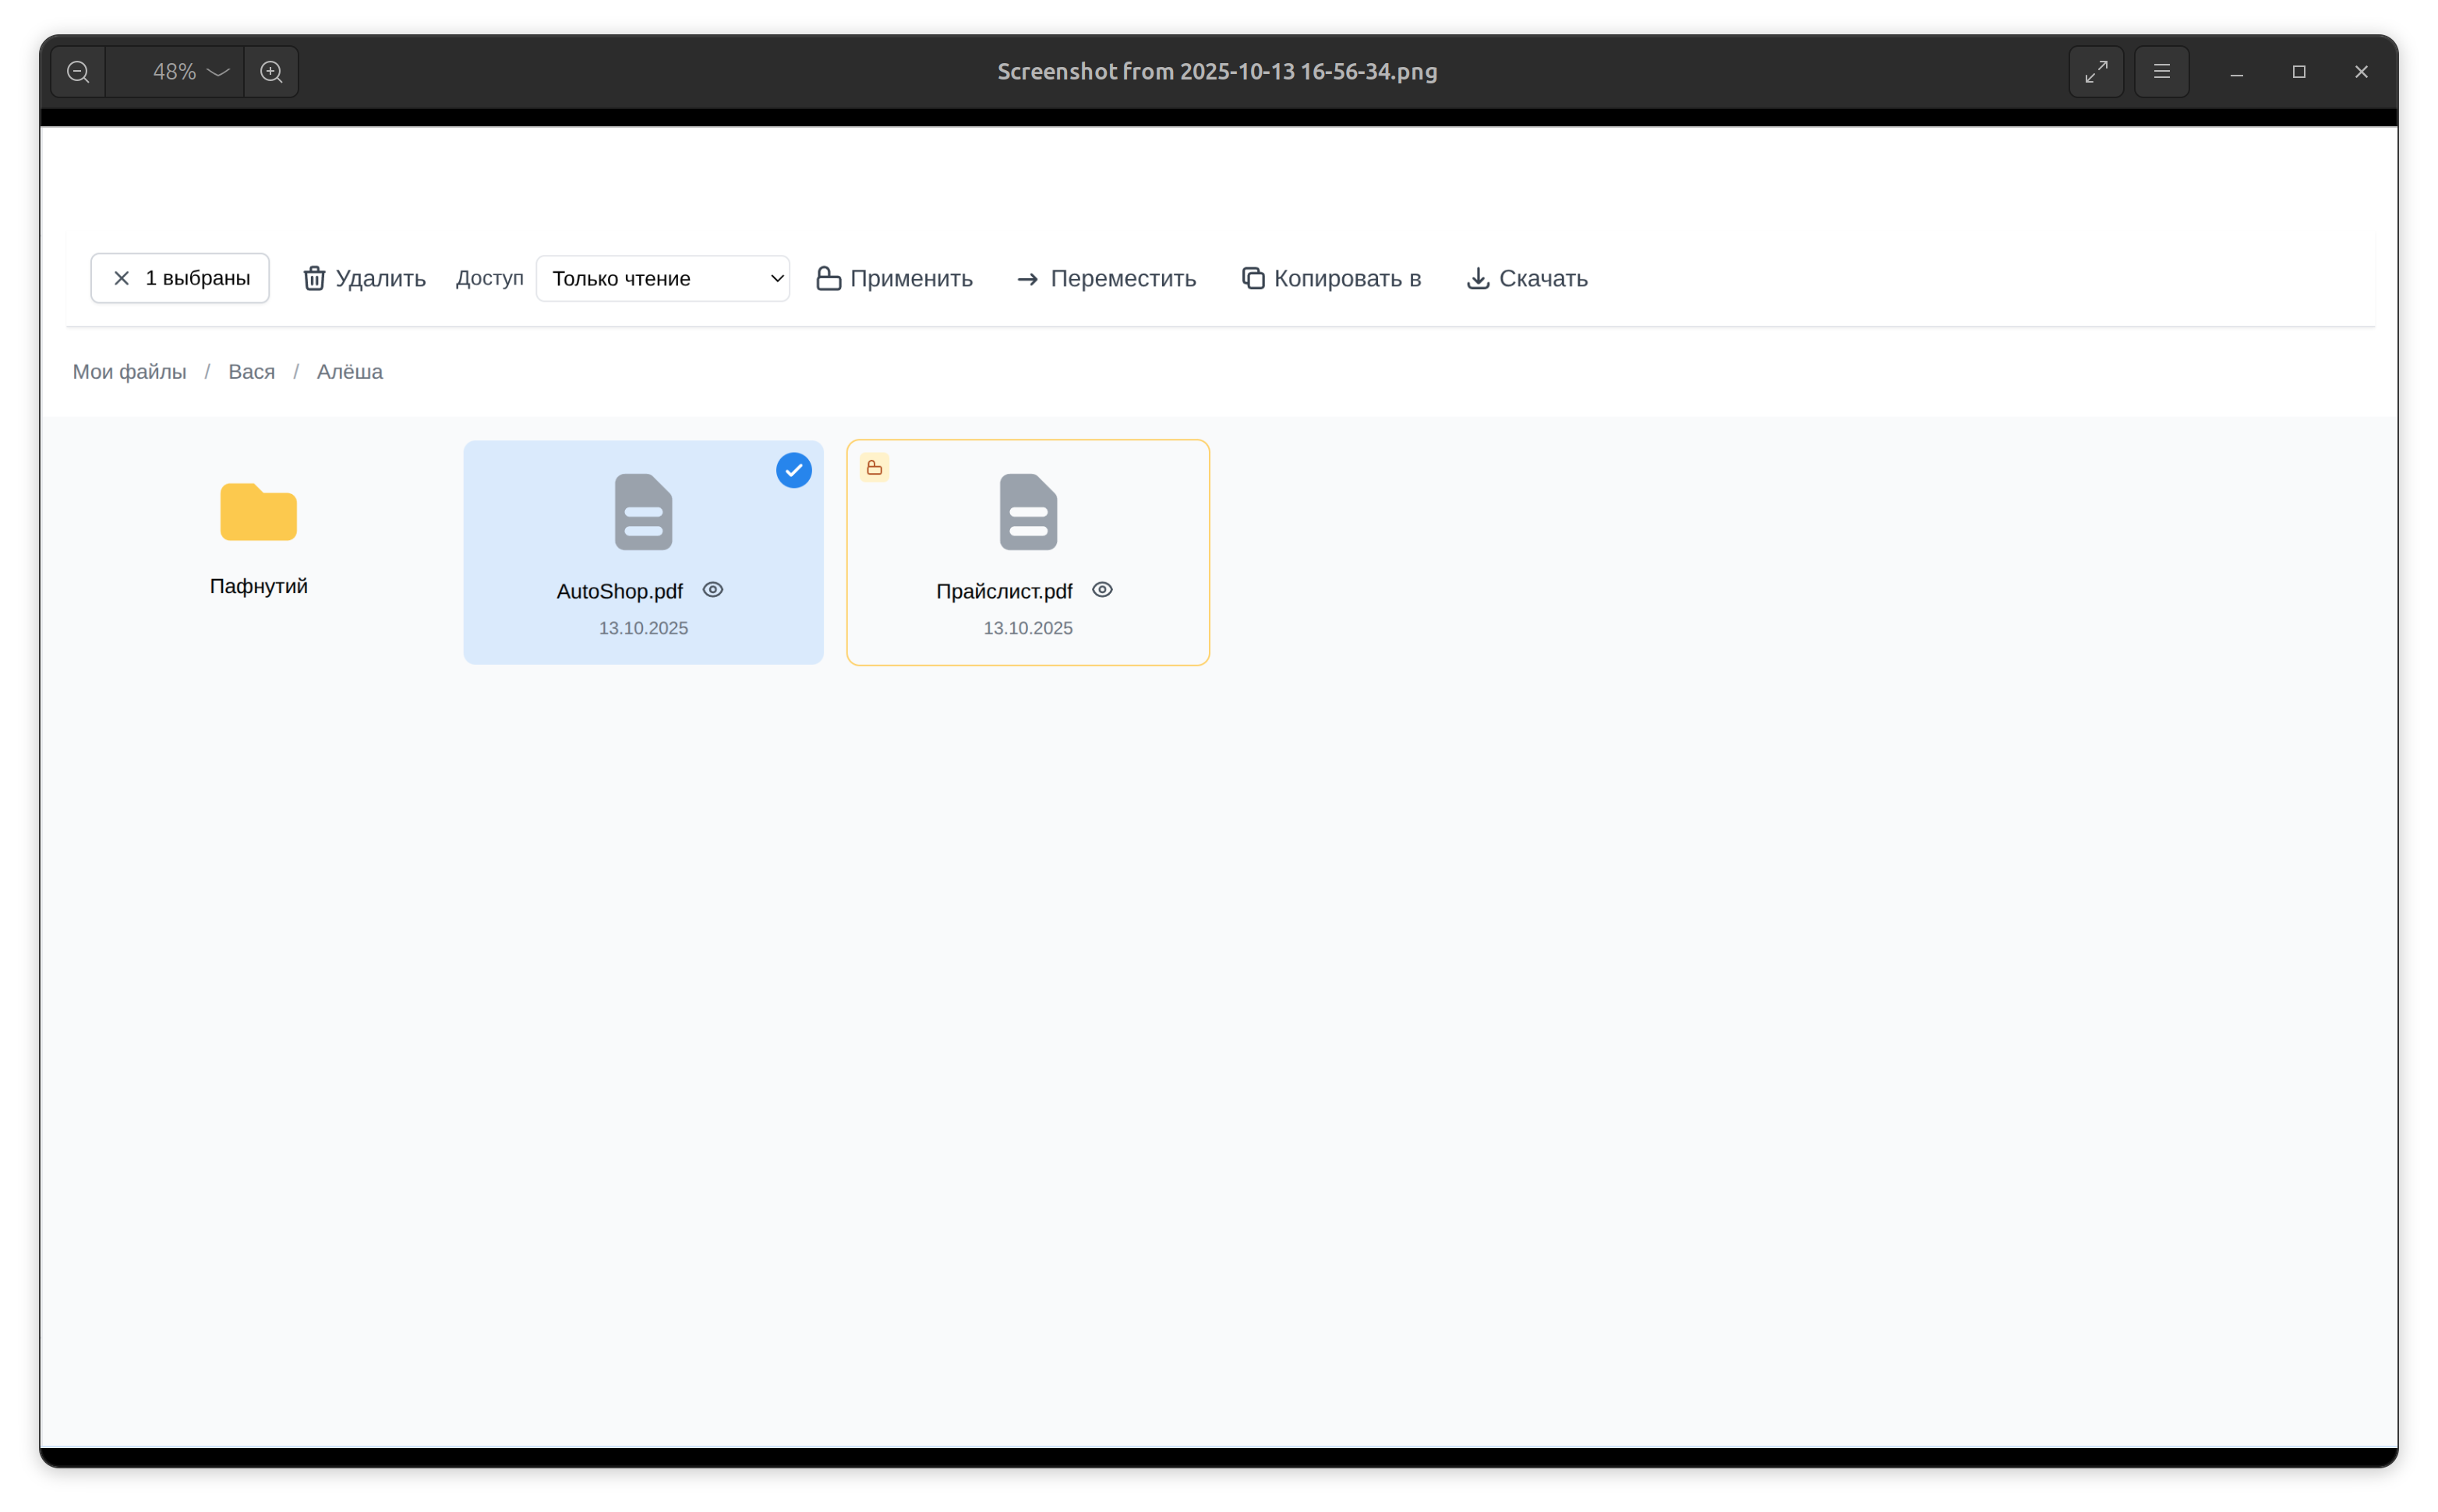 48%
Screenshot from 2025-10-13 16-56-34.png
1 выбраны Удалить Доступ Только чтение Применить Переместить Копировать в Скачать
Мои файлы / Вася / Алёша
Пафнутий
AutoShop.pdf
13.10.2025
Прайслист.pdf
13.10.2025